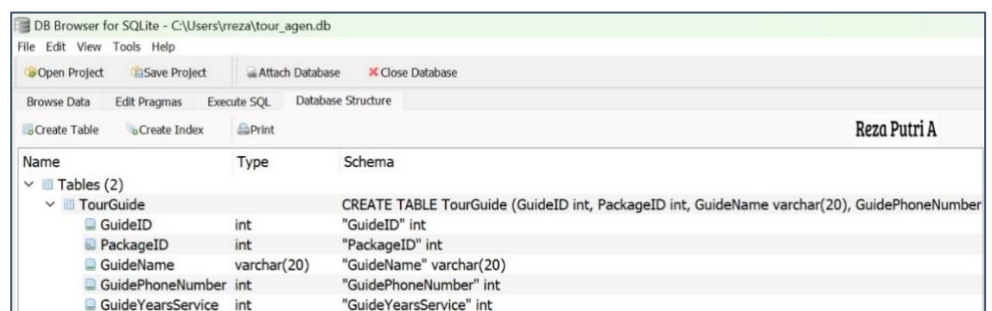 DB Browser for SQLite - C:\Users\rreza\tour_agen.db
File Edit View Tools Help
Open Project Save Project Attach Database Close Database
Browse Data Edit Pragmas Execute SQL Database Structure
Create Table Create Index Print Reza Putri A
Name Type Schema
Tables (2)
TourGuide CREATE TABLE TourGuide (GuideID int, PackageID int, GuideName varchar(20), GuidePhoneNumber
GuideID int "GuideID" int
PackageID int "PackageID" int
GuideName varchar(20) "GuideName" varchar(20)
GuidePhoneNumber int "GuidePhoneNumber" int
GuideYearsService int "GuideYearsService" int